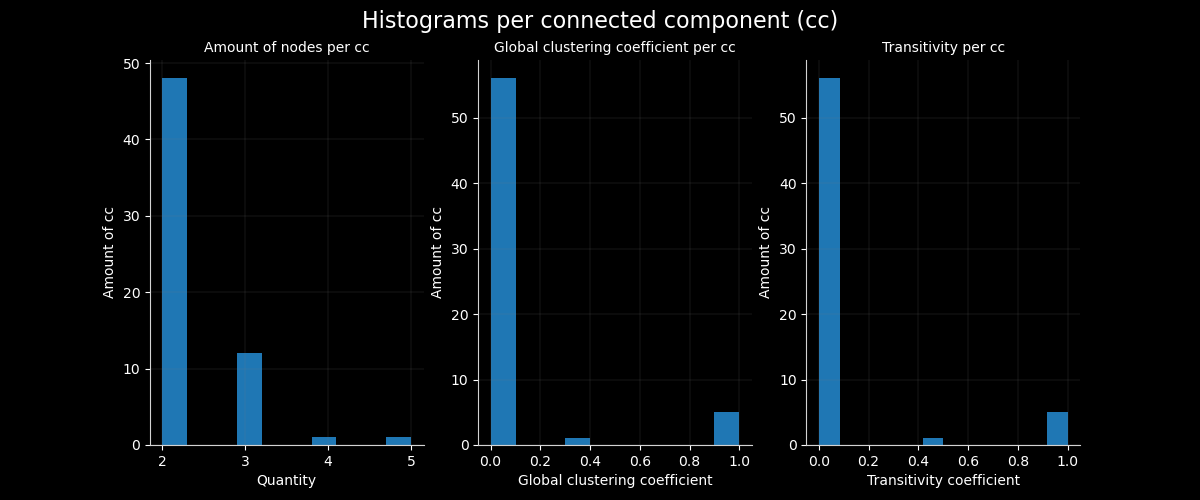 Histograms per connected component (cc)
Amount of nodes per cc
Global clustering coefficient per cc
Transitivity per cc
50
40
30
20
10
0
Amount of cc
2 3 4 5
Quantity
50
40
30
20
10
0
Amount of cc
0.0 0.2 0.4 0.6 0.8 1.0
Global clustering coefficient
50
40
30
20
10
0
Amount of cc
0.0 0.2 0.4 0.6 0.8 1.0
Transitivity coefficient